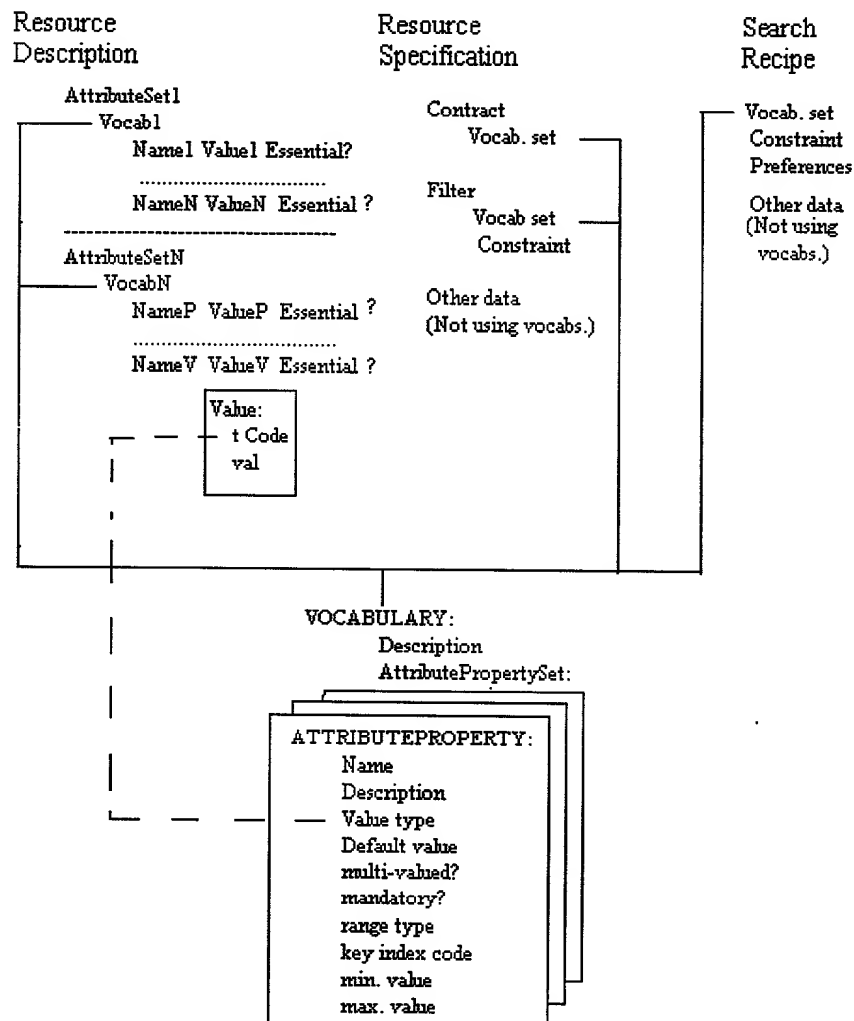 Resource
Description
AttributeSet1
Vocab1
Name1 Value1 Essential?
NameN ValueN Essential ?
AttributeSetN
VocabN
NameP ValueP Essential ?
NameV ValueV Essential ?
Value:
t Code
val
Resource
Specification
Contract
Vocab. set
Filter
Vocab set
Constraint
Other data
(Not using vocabs.)
Search
Recipe
Vocab. set
Constraint
Preferences
Other data
(Not using
vocabs.)
VOCABULARY:
Description
AttributePropertySet:
ATTRIBUTEPROPERTY:
Name
Description
Value type
Default value
multi-valued?
mandatory?
range type
key index code
min. value
max. value